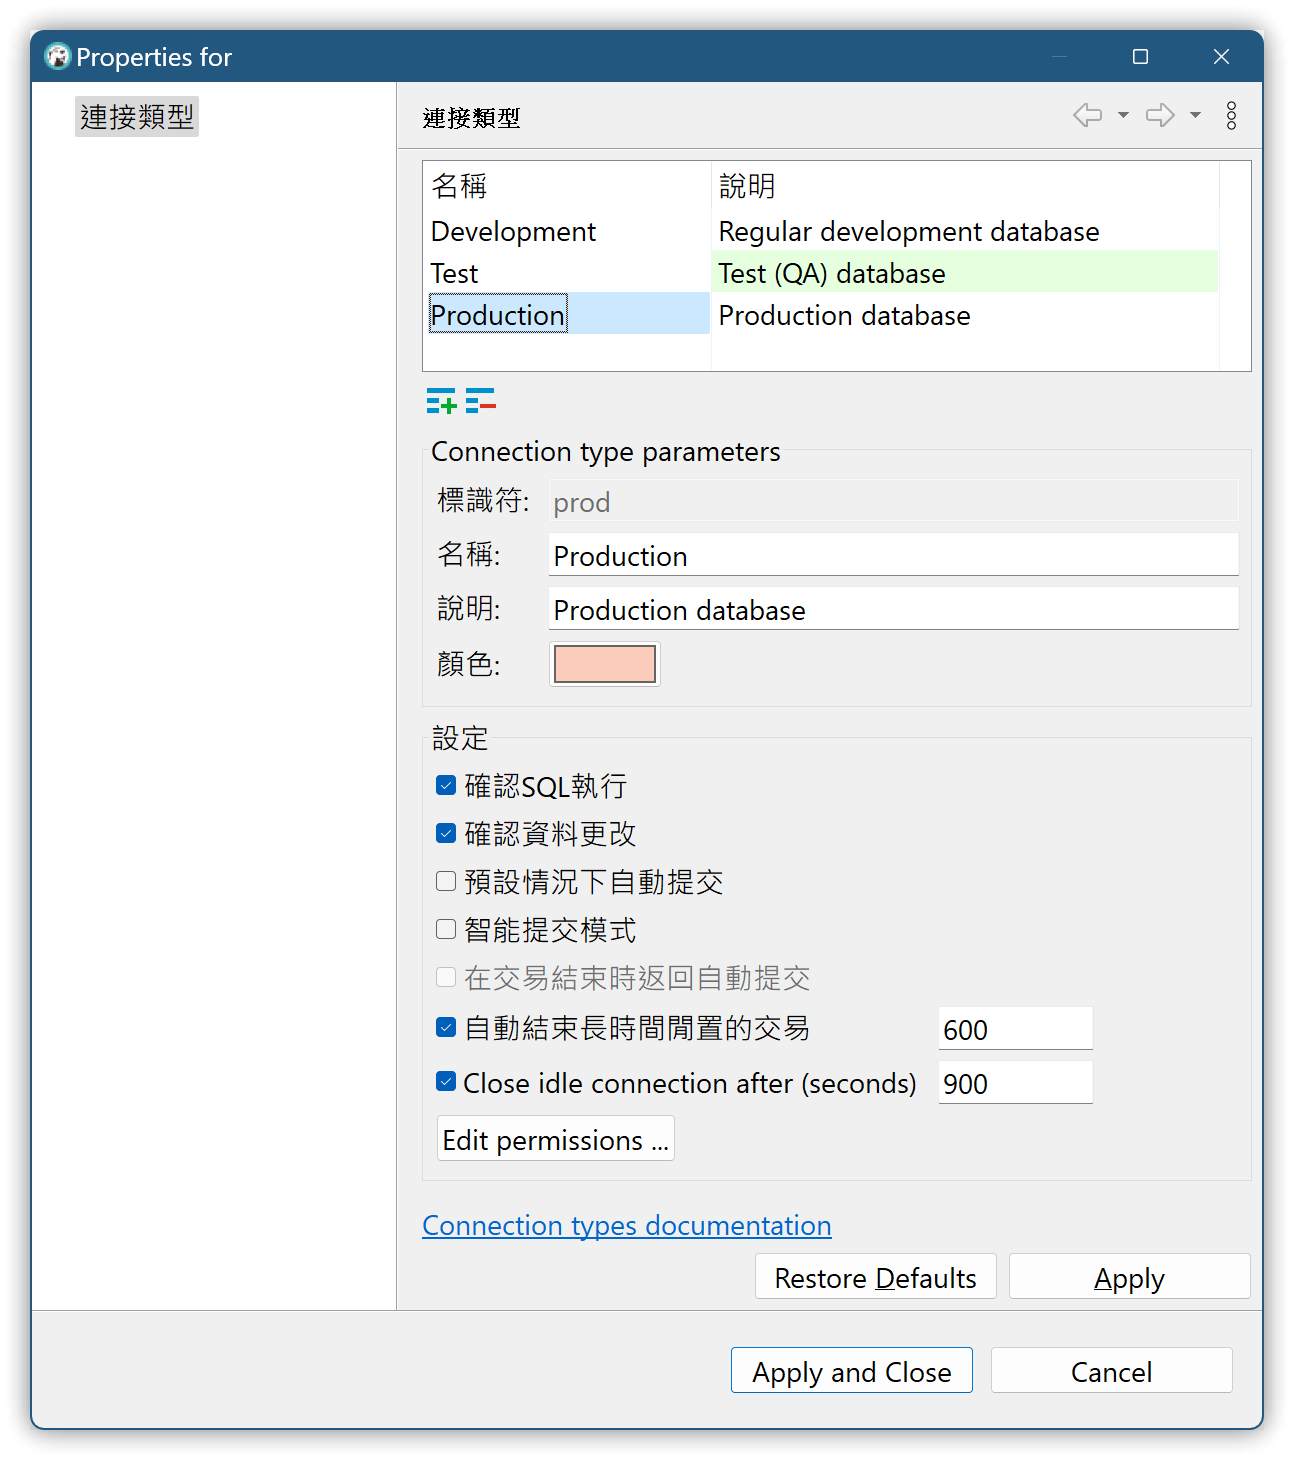 Properties for
連接類型
連接類型
名稱 說明
Development Regular development database
Test Test (QA) database
Production Production database
Connection type parameters
標識符: prod
名稱: Production
說明: Production database
顏色:
設定
確認SQL執行
確認資料更改
預設情況下自動提交
智能提交模式
在交易結束時返回自動提交
自動結束長時間閒置的交易 600
Close idle connection after (seconds) 900
Edit permissions ...
Connection types documentation
Restore Defaults Apply
Apply and Close Cancel